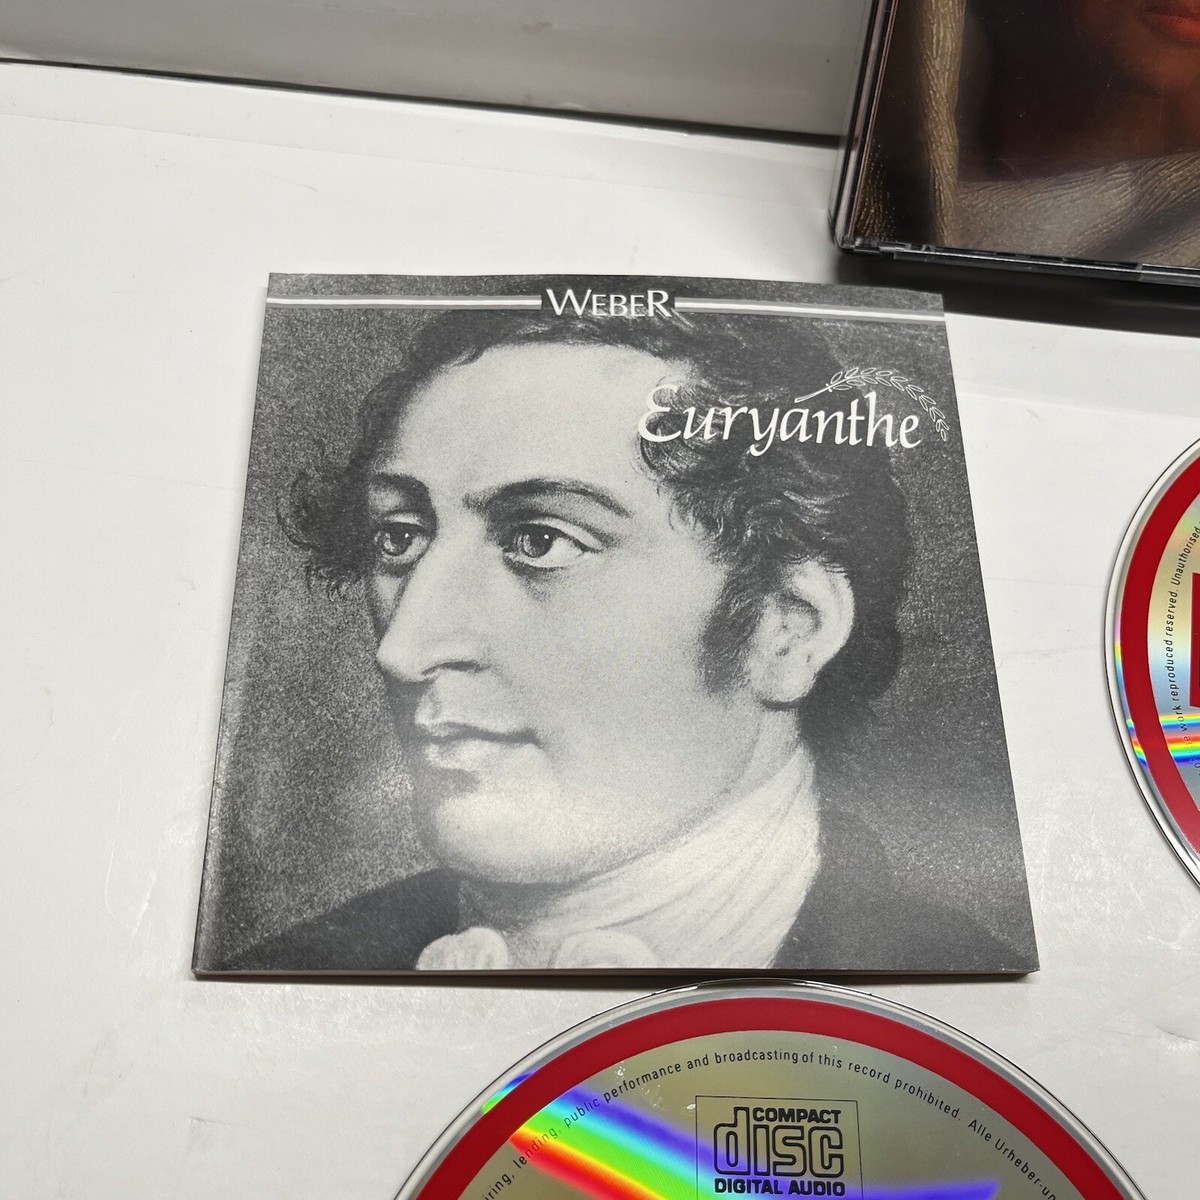 WEBER
Euryanthe
work reproduced reserved. Unauthorised
lending, public performance and broadcasting of this record prohibited. Alle Urheber-
COMPACT
disc
DIGITAL AUDIO